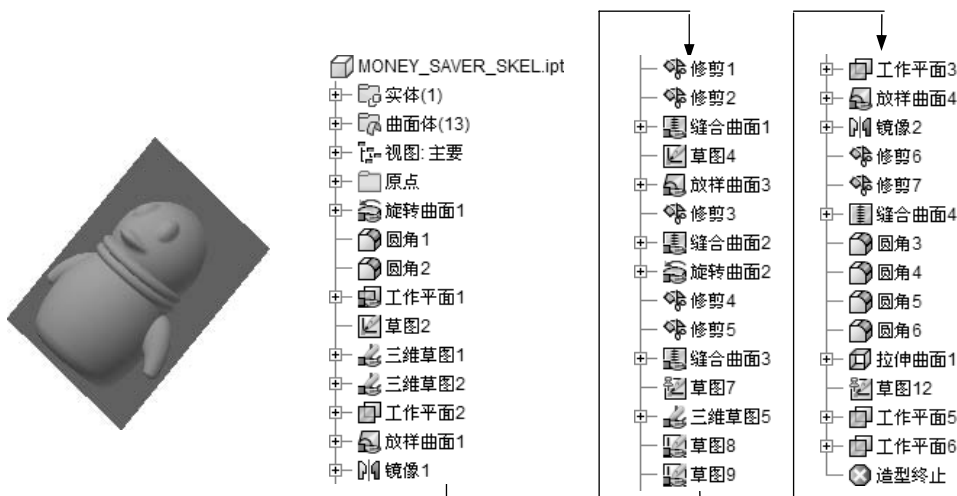 MONEY_SAVER_SKEL.ipt
实体(1)
曲面体(13)
视图: 主要
原点
旋转曲面1
圆角1
圆角2
工作平面1
草图2
三维草图1
三维草图2
工作平面2
放样曲面1
镜像1
修剪1
修剪2
缝合曲面1
草图4
放样曲面3
修剪3
缝合曲面2
旋转曲面2
修剪4
修剪5
缝合曲面3
草图7
三维草图5
草图8
草图9
工作平面3
放样曲面4
镜像2
修剪6
修剪7
缝合曲面4
圆角3
圆角4
圆角5
圆角6
拉伸曲面1
草图12
工作平面5
工作平面6
造型终止